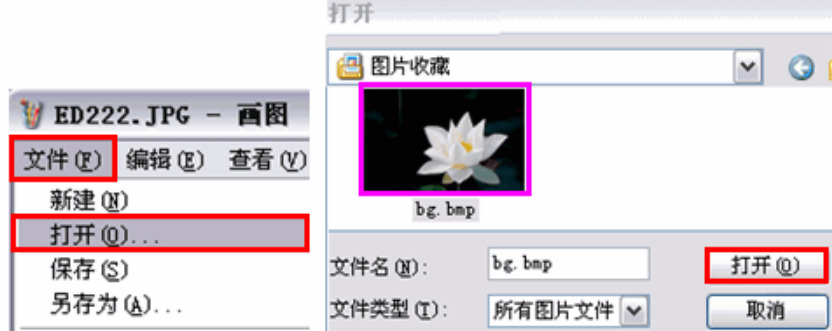 ED222.JPG - 画图
文件(F) 编辑(E) 查看(V)
新建(N)
打开(O)...
保存(S)
另存为(A)...
打开
图片收藏
bg.bmp
文件名(N): bg.bmp 打开(O)
文件类型(T): 所有图片文件 取消